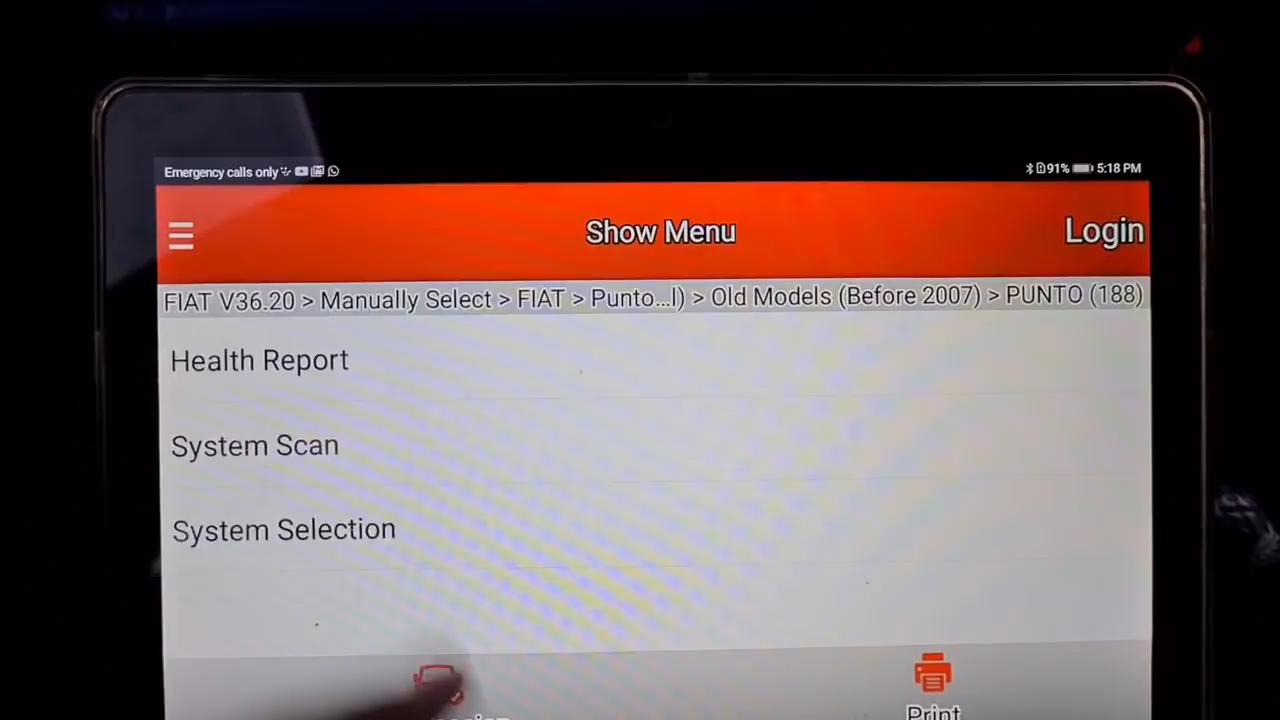 Emergency calls only
91% 5:18 PM
Show Menu
Login
FIAT V36.20 > Manually Select > FIAT > Punto...l) > Old Models (Before 2007) > PUNTO (188)
Health Report
System Scan
System Selection
Print